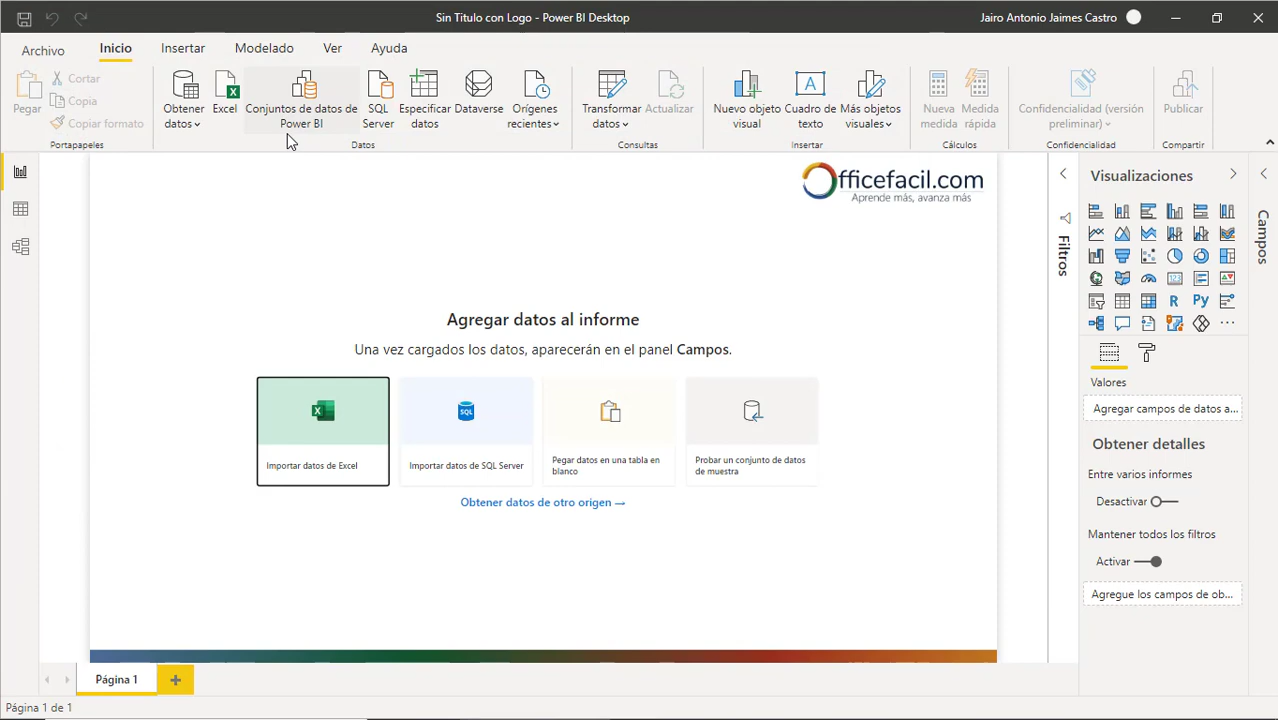 Sin Titulo con Logo - Power BI Desktop
Jairo Antonio Jaimes Castro
Archivo
Inicio
Insertar
Modelado
Ver
Ayuda
Pegar
Cortar
Copia
Copiar formato
Portapapeles
Obtener
datos
Excel
Conjuntos de datos de
Power BI
SQL
Server
Especificar
datos
Dataverse
Orígenes
recientes
Datos
Transformar
datos
Actualizar
Consultas
Nuevo objeto
visual
Cuadro de
texto
Más objetos
visuales
Insertar
Nueva
medida
Medida
rápida
Cálculos
Confidencialidad (versión
preliminar)
Confidencialidad
Publicar
Compartir
Officefacil.com
Aprende más, avanza más
Agregar datos al informe
Una vez cargados los datos, aparecerán en el panel Campos.
Importar datos de Excel
SQL
Importar datos de SQL Server
Pegar datos en una tabla en
blanco
Probar un conjunto de datos
de muestra
Obtener datos de otro origen →
Filtros
Visualizaciones
123
R
Py
Valores
Agregar campos de datos a...
Obtener detalles
Entre varios informes
Desactivar
Mantener todos los filtros
Activar
Agregue los campos de ob...
Campos
Página 1
Página 1 de 1